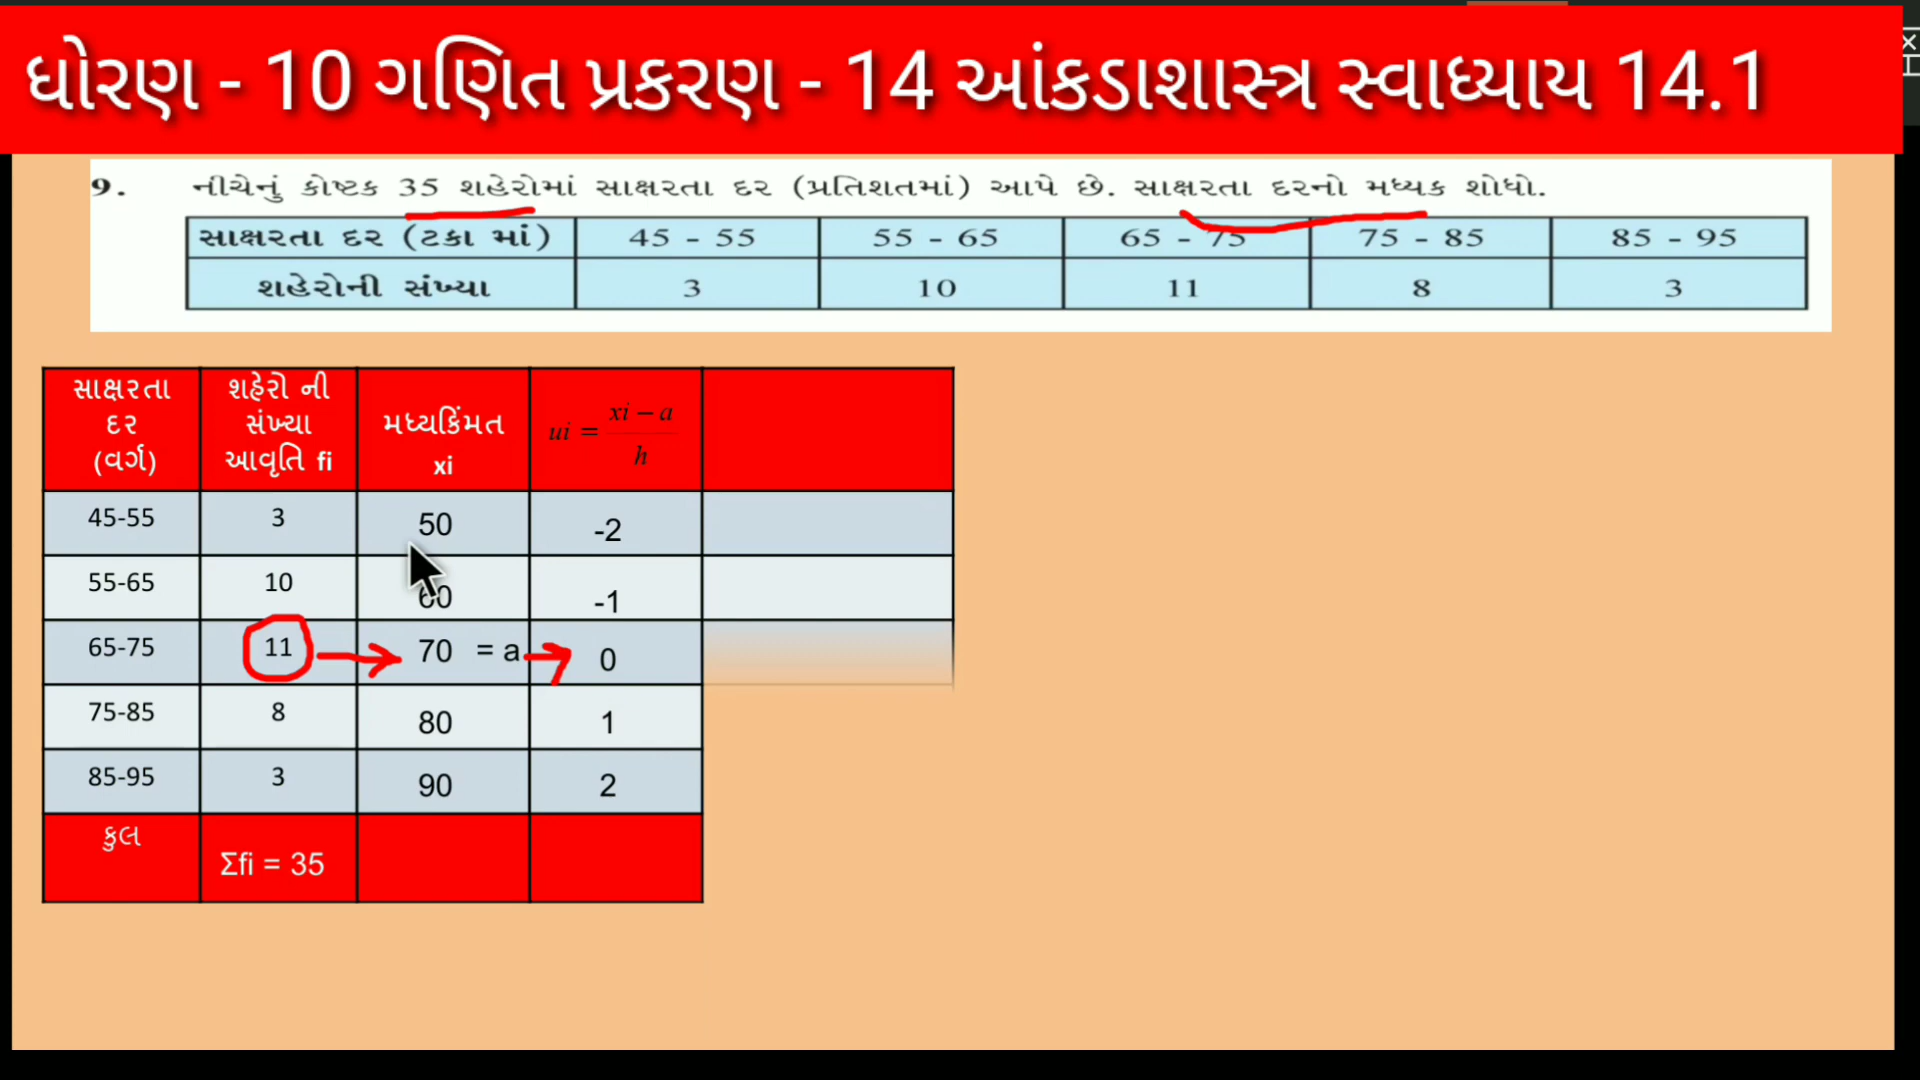 ધોરણ - 10 ગણિત પ્રકરણ - 14 આંકડાશાસ્ત્ર સ્વાધ્યાય 14.1
9. નીચેનું કોષ્ટક 35 શહેરોમાં સાક્ષરતા દર (પ્રતિશતમાં) આપે છે. સાક્ષરતા દરનો મધ્યક શોધો.
સાક્ષરતા દર (ટકા માં) 45 - 55 55 - 65 65 - 75 75 - 85 85 - 95
શહેરોની સંખ્યા 3 10 11 8 3
સાક્ષરતા
દર
(વર્ગ)
શહેરો ની
સંખ્યા
આવૃતિ fi
મધ્યકિંમત
xi
ui = xi − a
h
45-55 3 50 -2
55-65 10 60 -1
65-75 11 70 = a 0
75-85 8 80 1
85-95 3 90 2
કુલ Σfi = 35